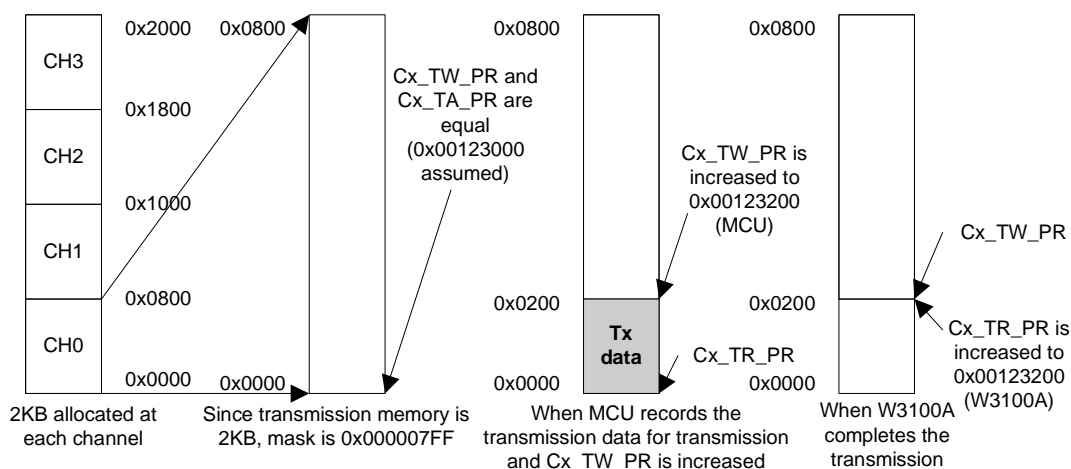 0x2000
CH3
0x1800
CH2
0x1000
CH1
0x0800
CH0
0x0000
2KB allocated at
each channel
0x0800
Cx_TW_PR and
Cx_TA_PR are
equal
(0x00123000
assumed)
0x0000
Since transmission memory is
2KB, mask is 0x000007FF
0x0800
Cx_TW_PR is
increased to
0x00123200
(MCU)
0x0200
Tx
data
Cx_TR_PR
0x0000
When MCU records the
transmission data for transmission
and Cx_TW_PR is increased
0x0800
Cx_TW_PR
0x0200
Cx_TR_PR is
increased to
0x00123200
(W3100A)
0x0000
When W3100A
completes the
transmission